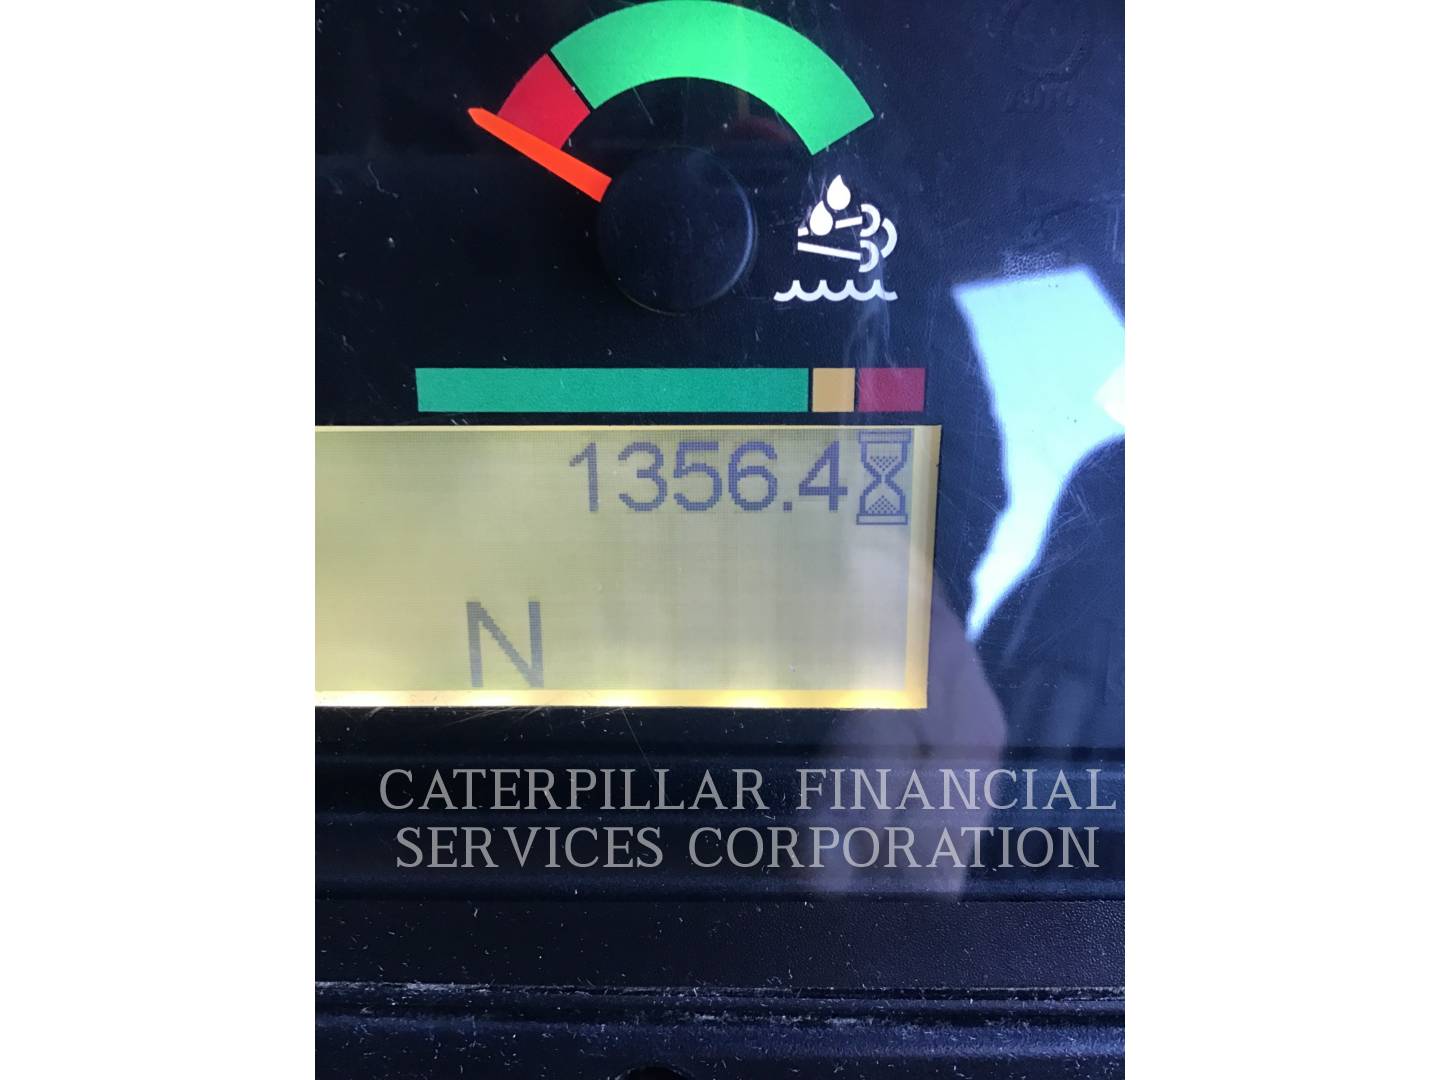 1356.4
N
CATERPILLAR FINANCIAL
SERVICES CORPORATION